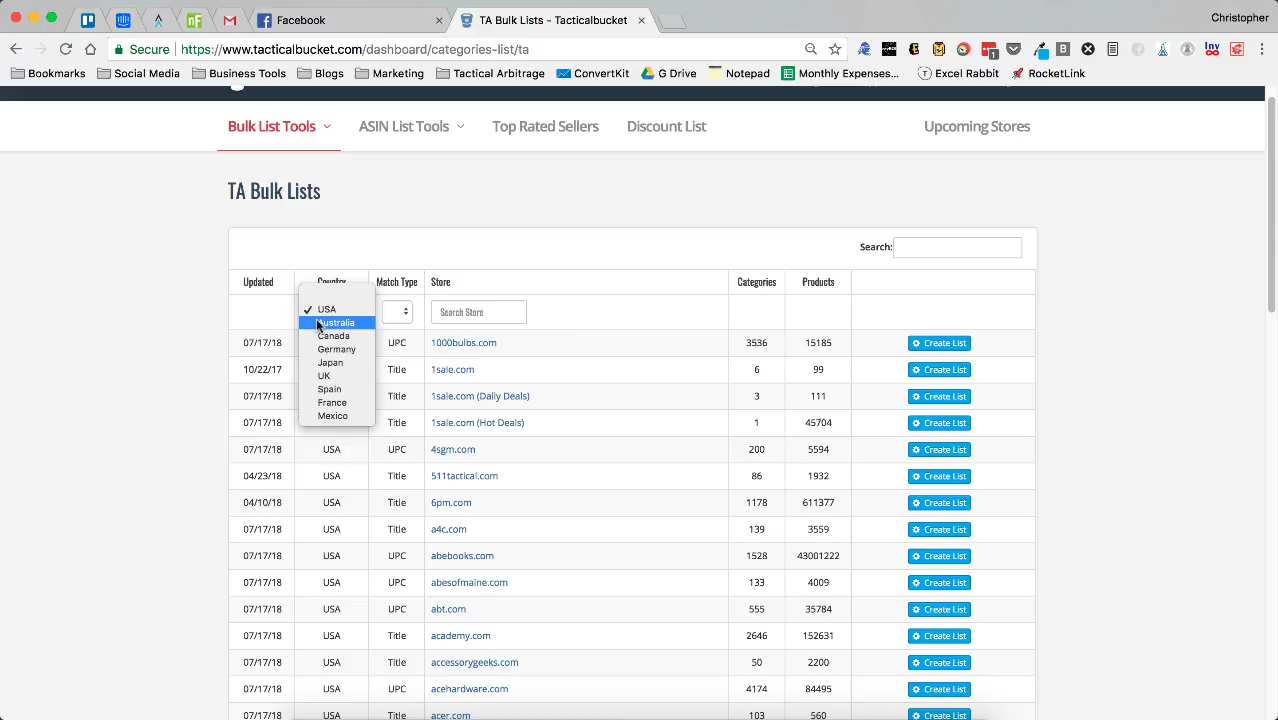 Facebook × TA Bulk Lists - Tacticalbucket × Christopher
Secure https://www.tacticalbucket.com/dashboard/categories-list/ta
Bookmarks Social Media Business Tools Blogs Marketing Tactical Arbitrage ConvertKit G Drive Notepad Monthly Expenses... Excel Rabbit RocketLink
Bulk List Tools ASIN List Tools Top Rated Sellers Discount List Upcoming Stores
TA Bulk Lists
Search:
Updated Country Match Type Store Categories Products
Search Store
✓ USA
Australia
Canada
Germany
Japan
UK
Spain
France
Mexico
07/17/18 UPC 1000bulbs.com 3536 15185 Create List
10/22/17 Title 1sale.com 6 99 Create List
07/17/18 Title 1sale.com (Daily Deals) 3 111 Create List
07/17/18 Title 1sale.com (Hot Deals) 1 45704 Create List
07/17/18 USA UPC 4sgm.com 200 5594 Create List
04/23/18 USA Title 511tactical.com 86 1932 Create List
04/10/18 USA Title 6pm.com 1178 611377 Create List
07/17/18 USA Title a4c.com 139 3559 Create List
07/17/18 USA UPC abebooks.com 1528 43001222 Create List
07/17/18 USA UPC abesofmaine.com 133 4009 Create List
07/17/18 USA UPC abt.com 555 35784 Create List
07/17/18 USA Title academy.com 2646 152631 Create List
07/17/18 USA Title accessorygeeks.com 50 2200 Create List
07/17/18 USA UPC acehardware.com 4174 84495 Create List
07/17/18 USA Title acer.com 103 560 Create List